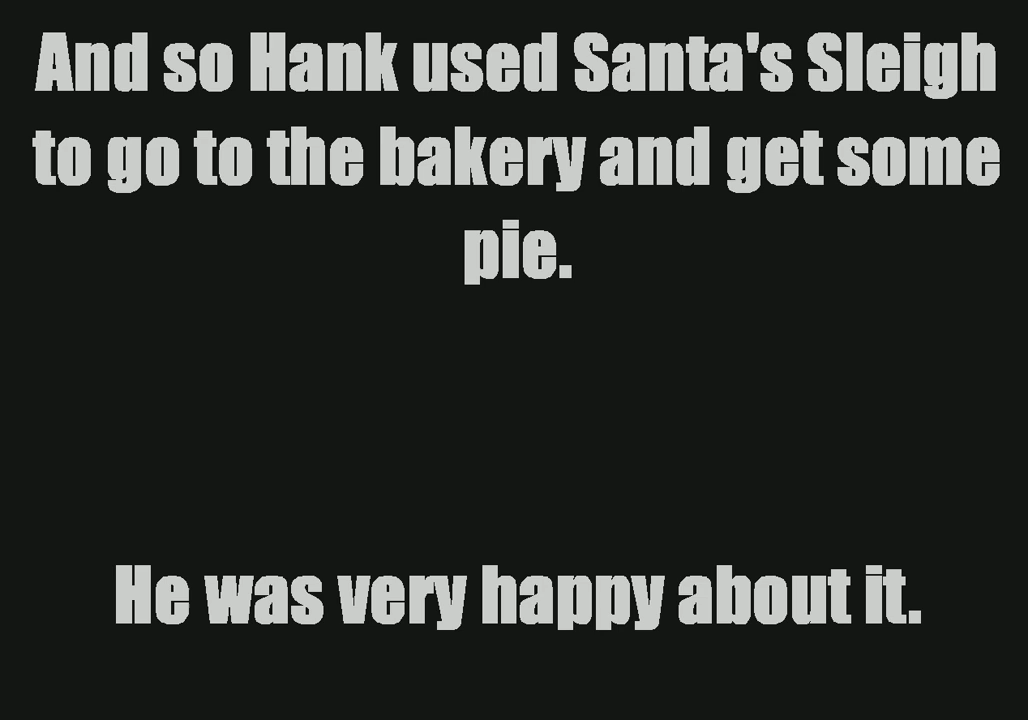 And so Hank used Santa's Sleigh
to go to the bakery and get some
pie.
He was very happy about it.